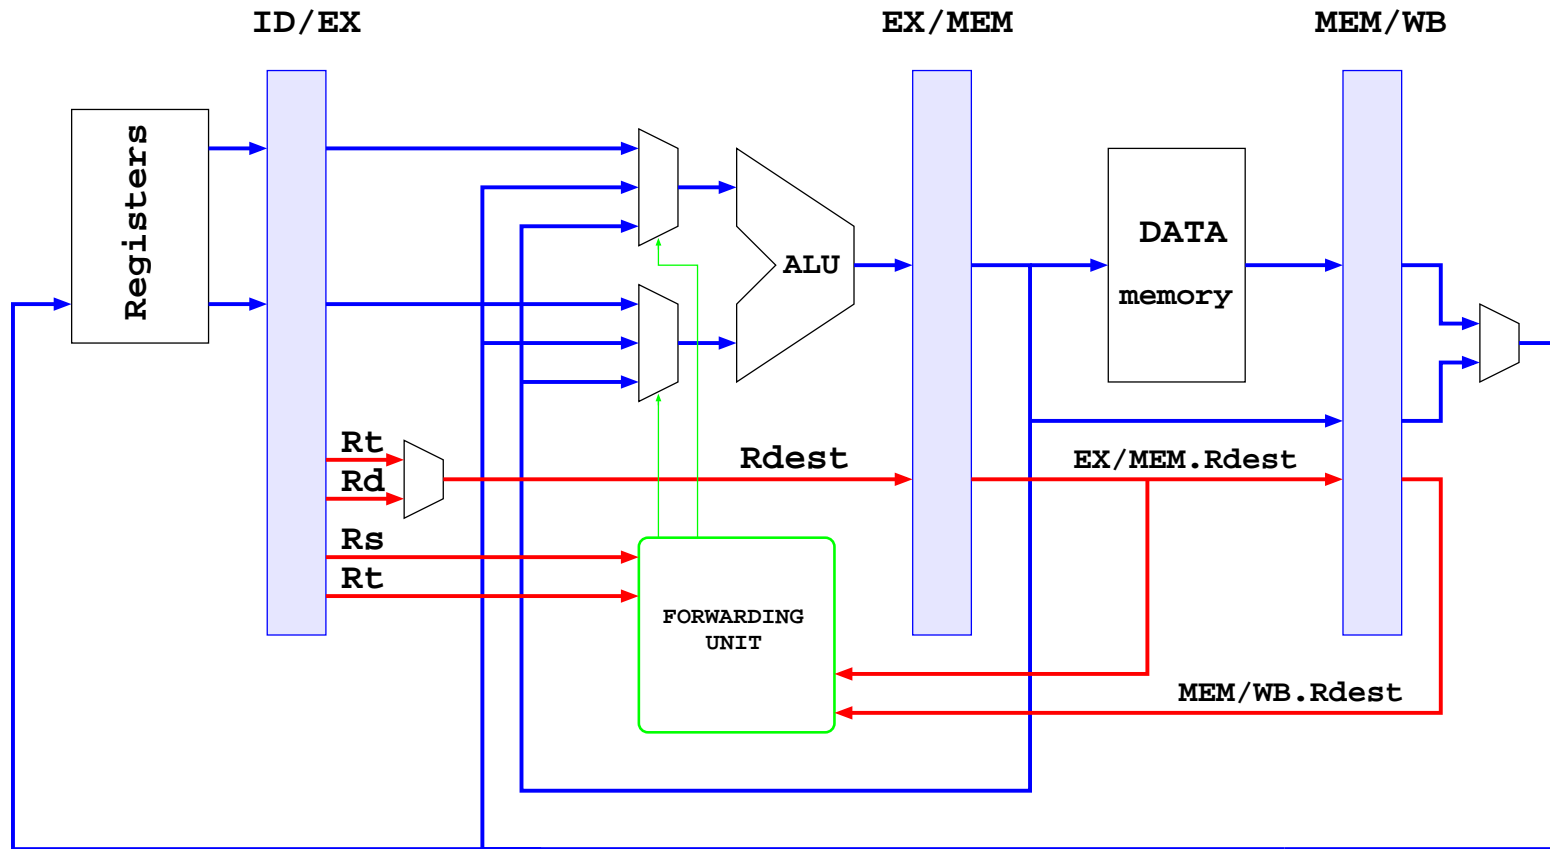 ID/EX
EX/MEM
MEM/WB
Registers
ALU
DATA
memory
Rt
Rd
Rdest
EX/MEM.Rdest
Rs
Rt
FORWARDING
UNIT
MEM/WB.Rdest